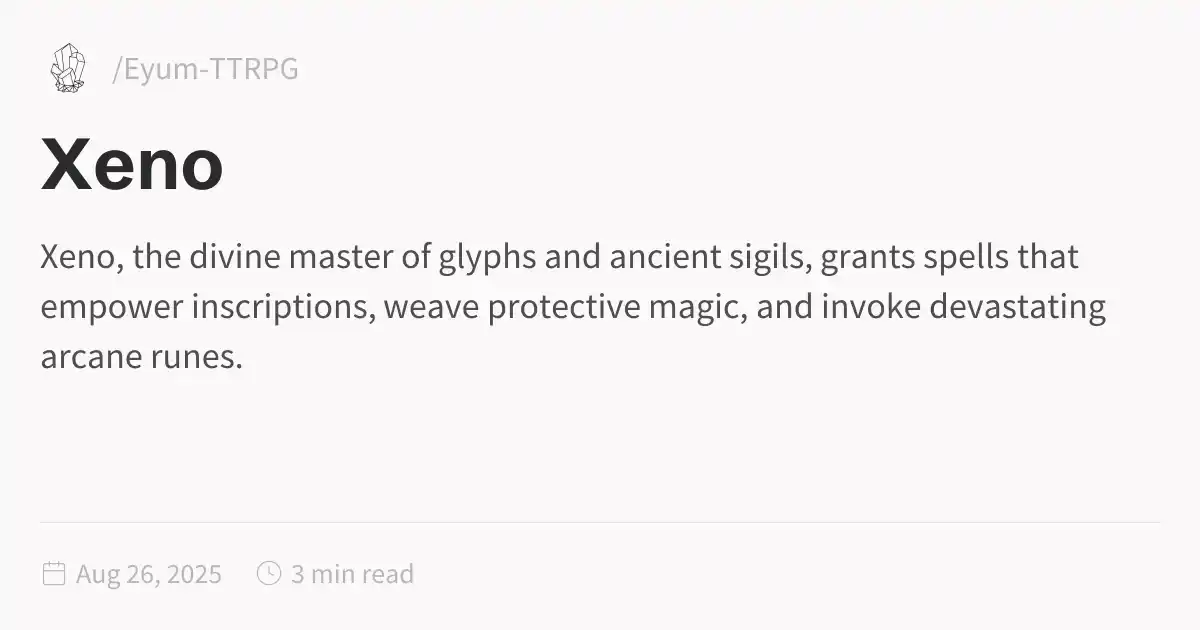 /Eyum-TTRPG
Xeno
Xeno, the divine master of glyphs and ancient sigils, grants spells that
empower inscriptions, weave protective magic, and invoke devastating
arcane runes.
Aug 26, 2025 3 min read